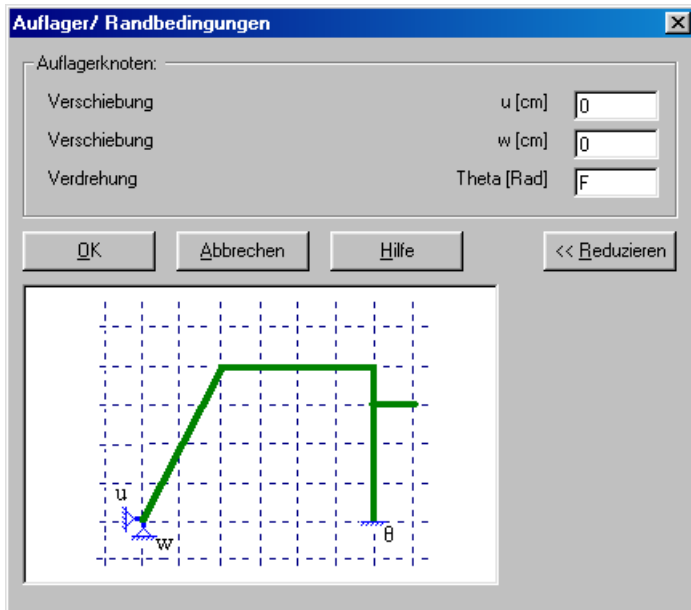 Auflager/ Randbedingungen
Auflagerknoten:
Verschiebung u [cm] 0
Verschiebung w [cm] 0
Verdrehung Theta [Rad] F
OK Abbrechen Hilfe << Reduzieren
u
w
θ